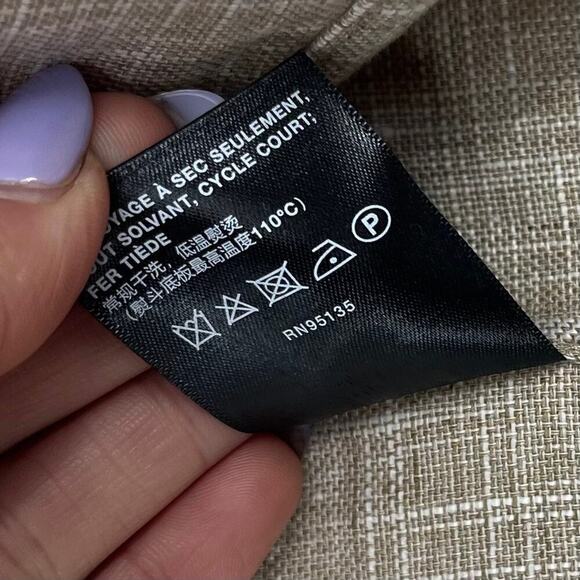 OYAGE À SEC SEULEMENT,
OUT SOLVANT, CYCLE COURT;
FER TIÈDE
常规干洗, 低温熨烫
(熨斗底板最高温度110°C)
P
RN95135